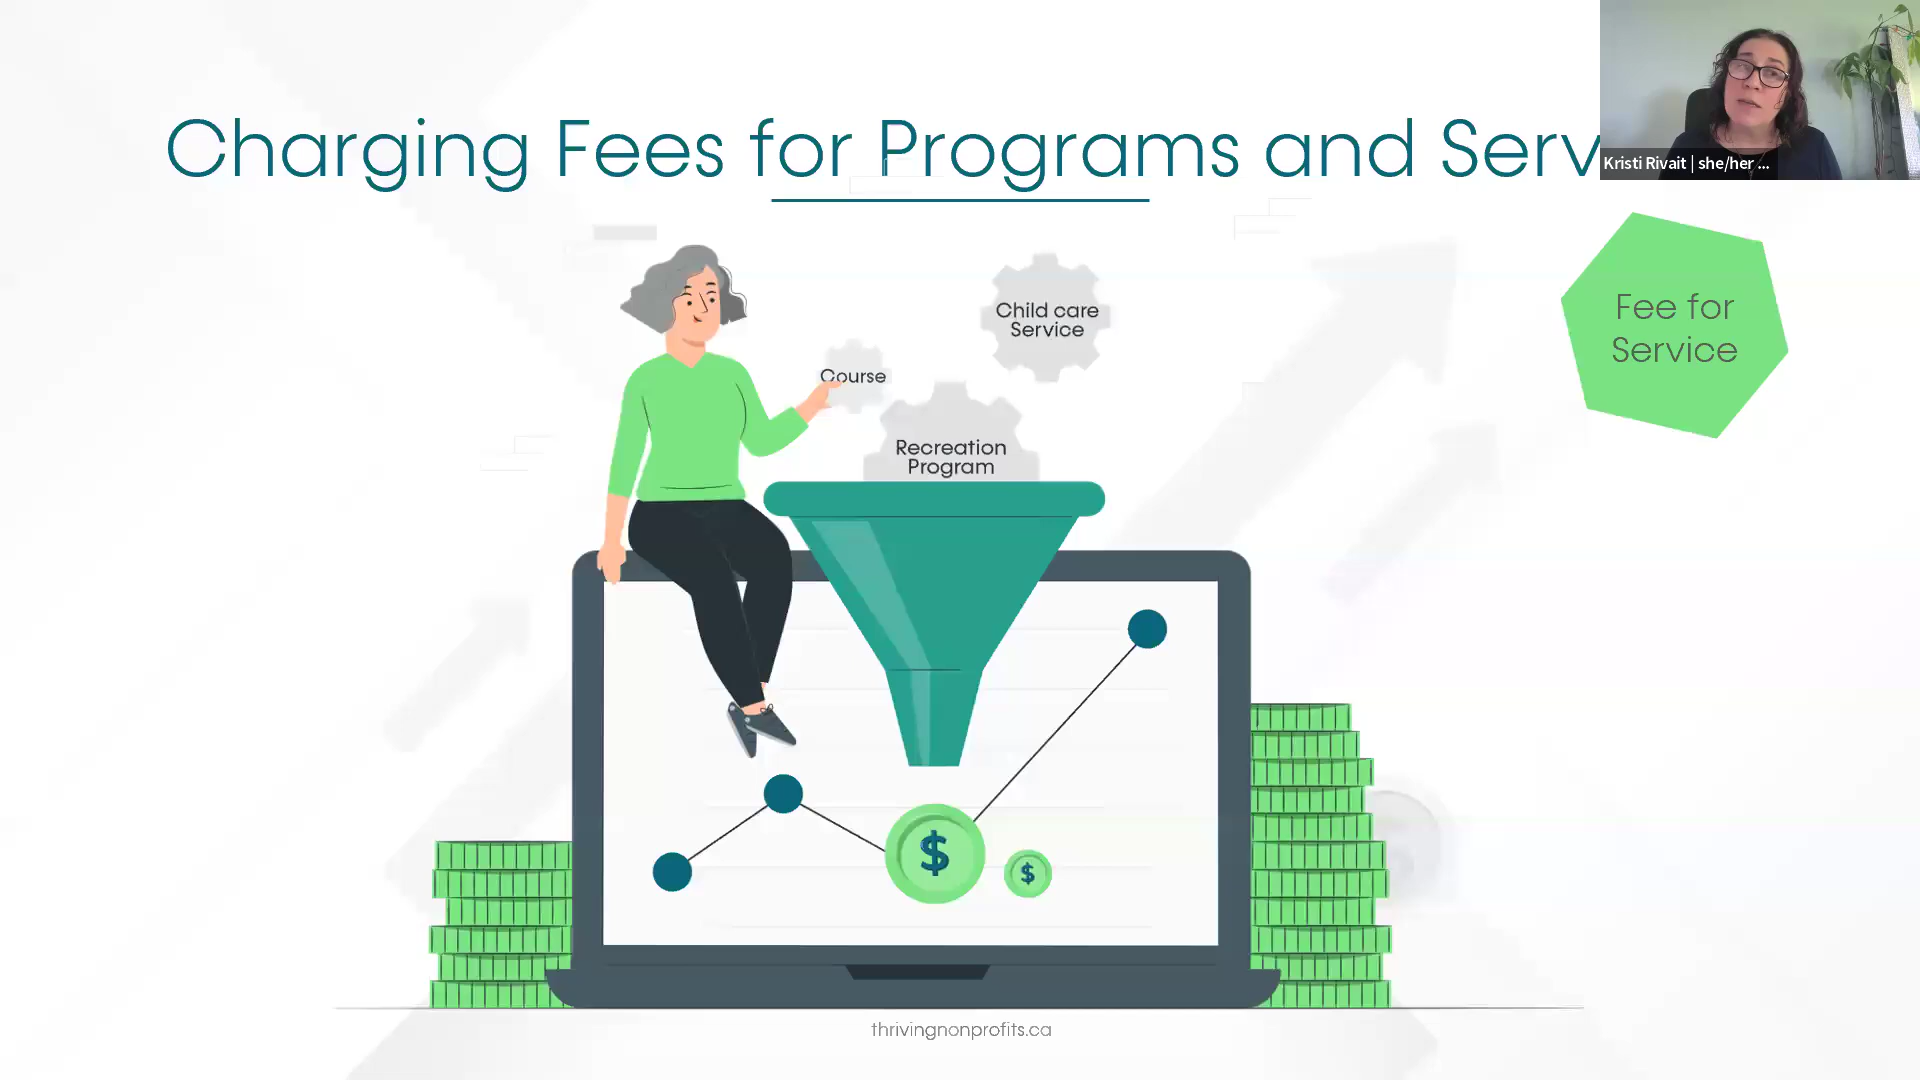 Charging Fees for Programs and Serv
Kristi Rivait | she/her ...
Fee for
Service
Child care
Service
Course
Recreation
Program
$
$
thrivingnonprofits.ca